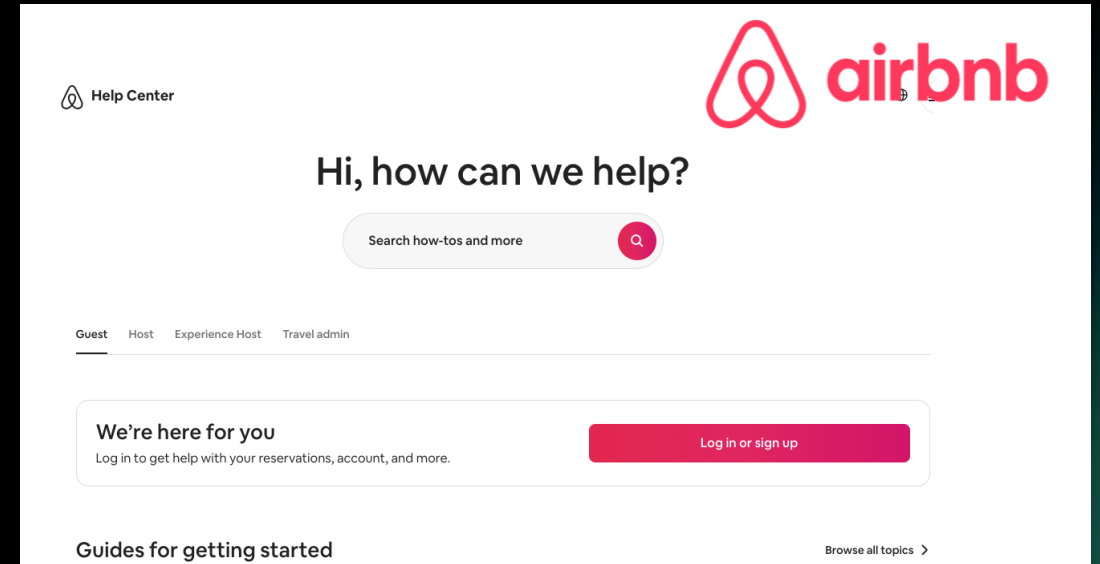 airbnb
Help Center
Hi, how can we help?
Search how-tos and more
Guest Host Experience Host Travel admin
We’re here for you
Log in to get help with your reservations, account, and more.
Log in or sign up
Guides for getting started
Browse all topics